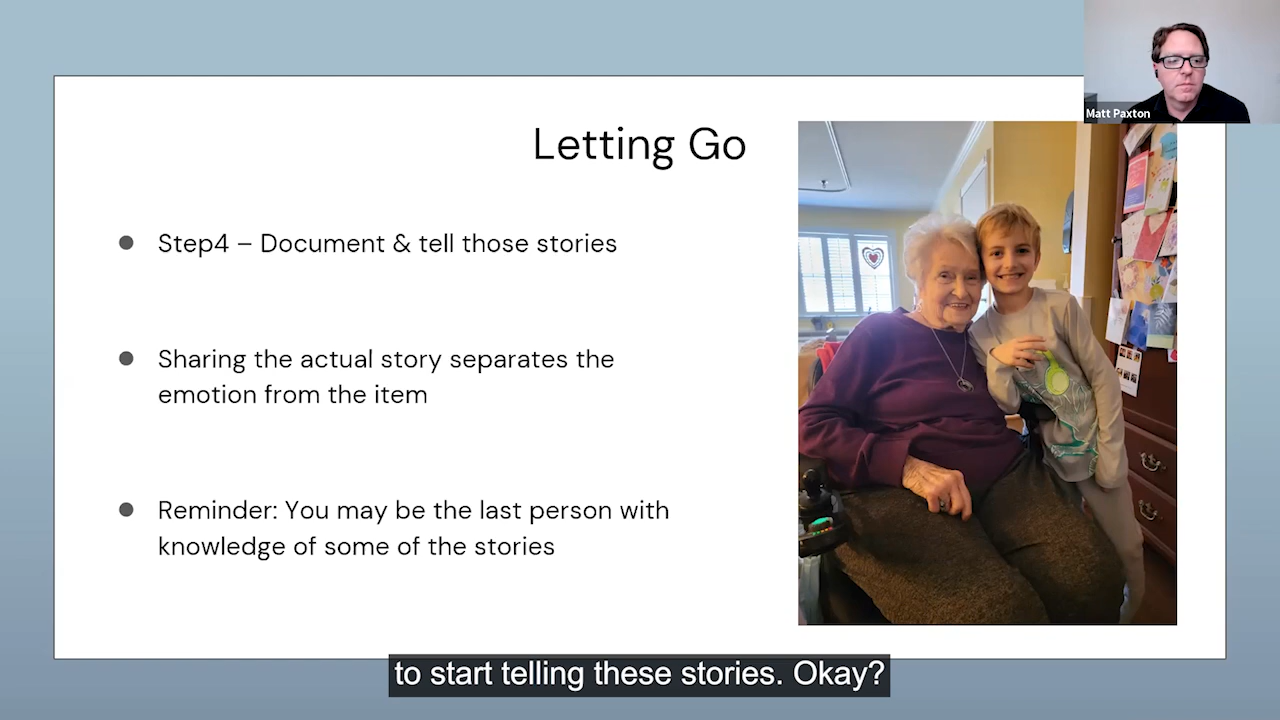 Matt Paxton
Letting Go
Step4 – Document & tell those stories
Sharing the actual story separates the
emotion from the item
Reminder: You may be the last person with
knowledge of some of the stories
to start telling these stories. Okay?